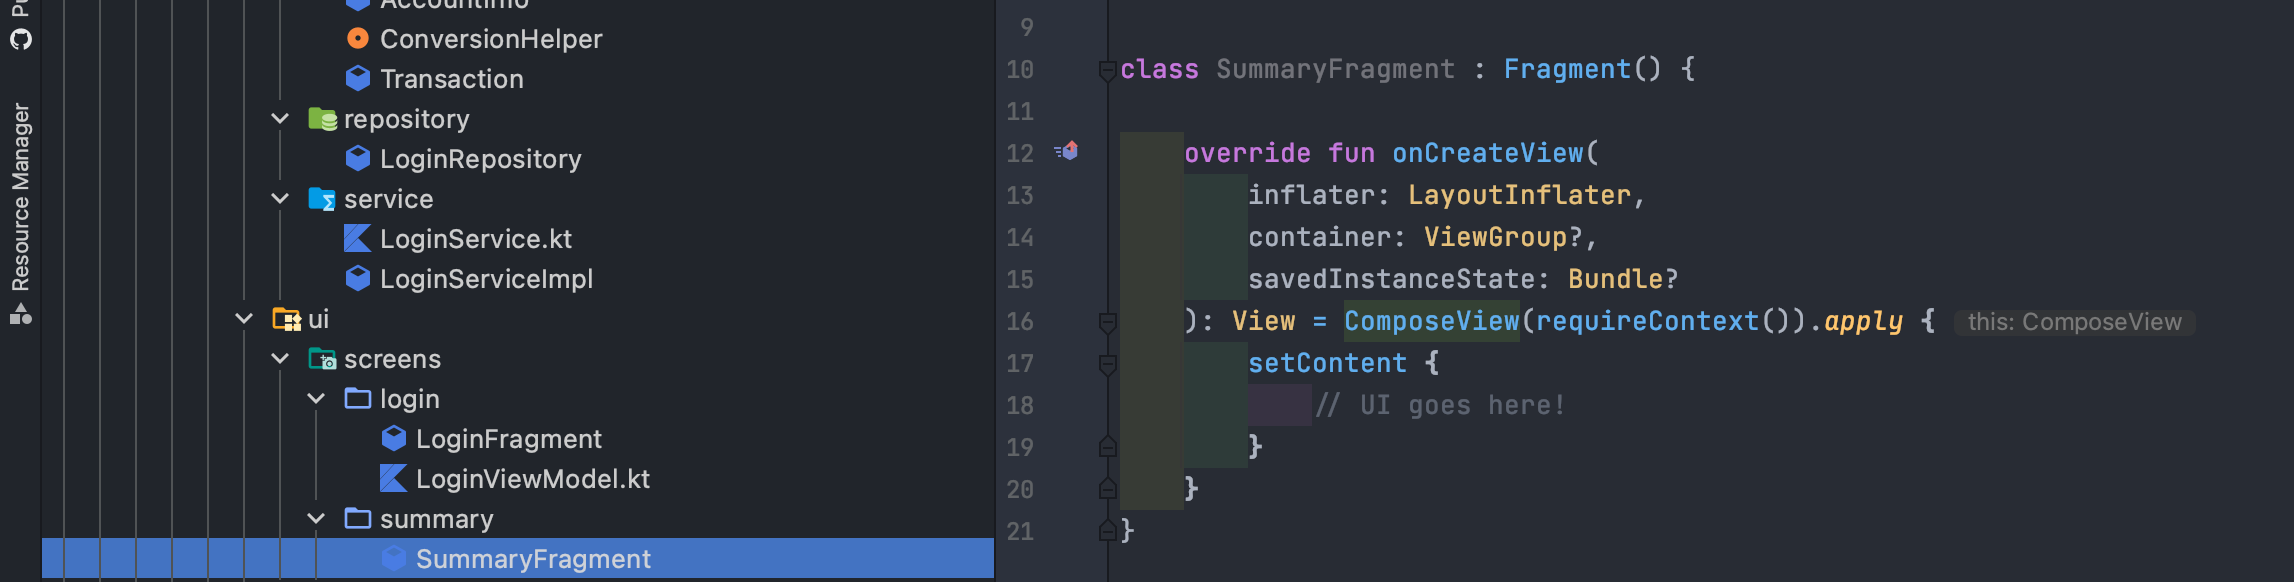 Resource Manager
AccountInfo
ConversionHelper
Transaction
repository
LoginRepository
service
LoginService.kt
LoginServiceImpl
ui
screens
login
LoginFragment
LoginViewModel.kt
summary
SummaryFragment
9
10 class SummaryFragment : Fragment() {
11
12 override fun onCreateView(
13 inflater: LayoutInflater,
14 container: ViewGroup?,
15 savedInstanceState: Bundle?
16 ): View = ComposeView(requireContext()).apply { this: ComposeView
17 setContent {
18 // UI goes here!
19 }
20 }
21 }